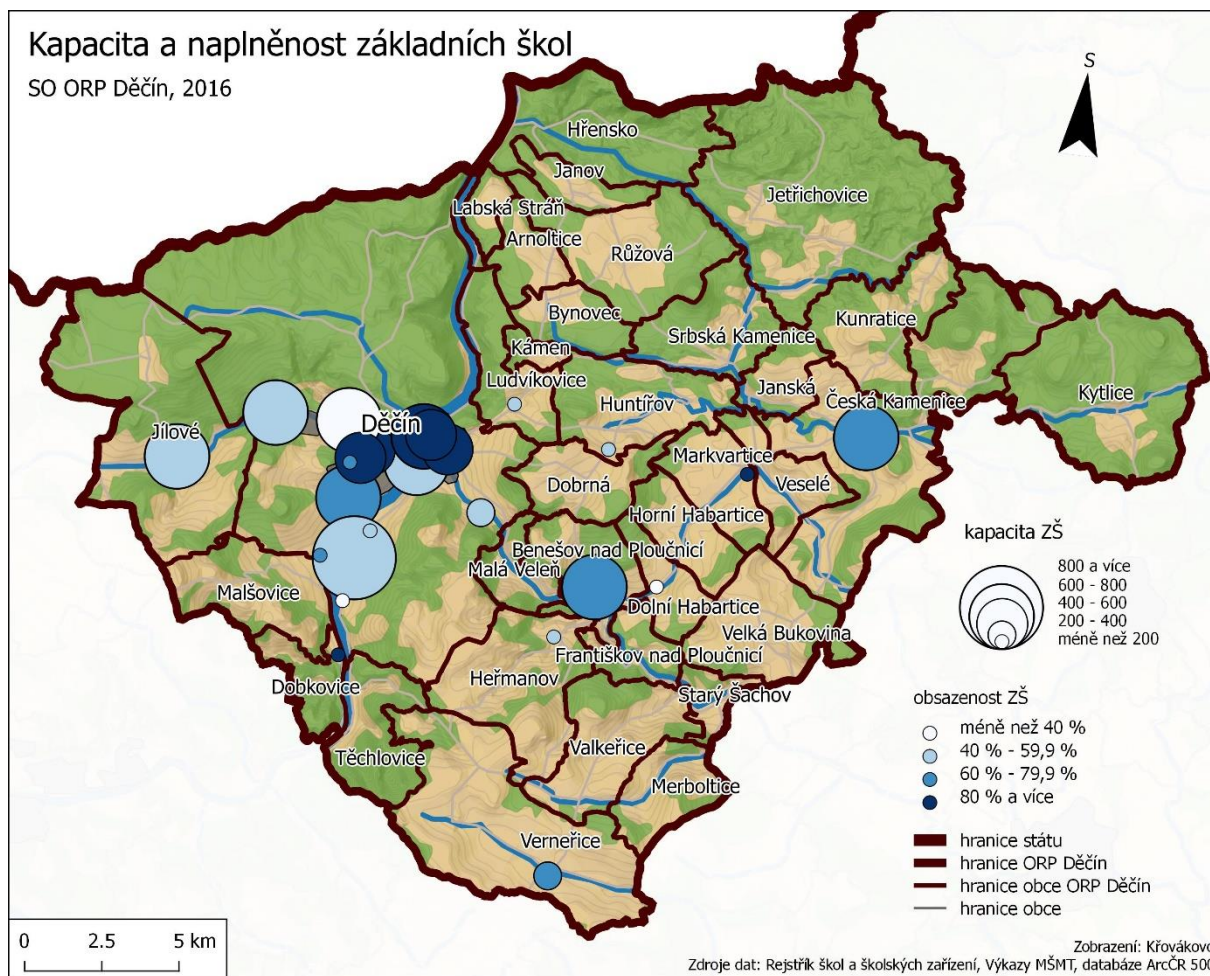 Kapacita a naplněnost základních škol
SO ORP Děčín, 2016
S
Hřensko
Janov
Jetřichovice
Labská Stráň
Arnoltice
Růžová
Bynovec
Kunratice
Srbská Kamenice
Kámen
Ludvíkovice
Janská
Kytlice
Huntířov
Česká Kamenice
Děčín
Jílové
Markvartice
Dobrná
Veselé
Horní Habartice
Benešov nad Ploučnicí
Malá Veleň
Malšovice
Dolní Habartice
Velká Bukovina
Františkov nad Ploučnicí
Heřmanov
Dobkovice
Starý Šachov
Valkeřice
Těchlovice
Merboltice
Verneřice
kapacita ZŠ
800 a více
600 - 800
400 - 600
200 - 400
méně než 200
obsazenost ZŠ
méně než 40 %
40 % - 59,9 %
60 % - 79,9 %
80 % a více
hranice státu
hranice ORP Děčín
hranice obce ORP Děčín
hranice obce
0 2.5 5 km
Zobrazení: Křovákovo
Zdroje dat: Rejstřík škol a školských zařízení, Výkazy MŠMT, databáze ArcČR 500